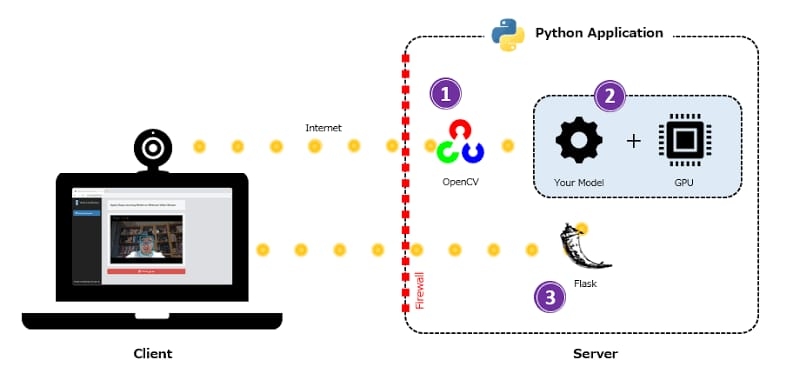 Python Application
1
2
Internet
OpenCV
Your Model
+
GPU
Firewall
3
Flask
Client
Server